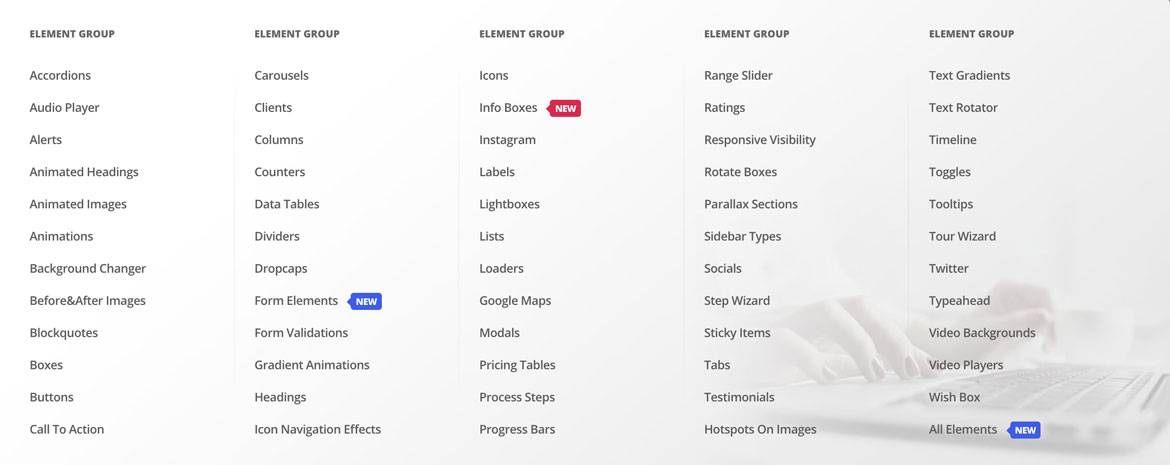 ELEMENT GROUP
Accordions
Audio Player
Alerts
Animated Headings
Animated Images
Animations
Background Changer
Before&After Images
Blockquotes
Boxes
Buttons
Call To Action
ELEMENT GROUP
Carousels
Clients
Columns
Counters
Data Tables
Dividers
Dropcaps
Form Elements NEW
Form Validations
Gradient Animations
Headings
Icon Navigation Effects
ELEMENT GROUP
Icons
Info Boxes NEW
Instagram
Labels
Lightboxes
Lists
Loaders
Google Maps
Modals
Pricing Tables
Process Steps
Progress Bars
ELEMENT GROUP
Range Slider
Ratings
Responsive Visibility
Rotate Boxes
Parallax Sections
Sidebar Types
Socials
Step Wizard
Sticky Items
Tabs
Testimonials
Hotspots On Images
ELEMENT GROUP
Text Gradients
Text Rotator
Timeline
Toggles
Tooltips
Tour Wizard
Twitter
Typeahead
Video Backgrounds
Video Players
Wish Box
All Elements NEW